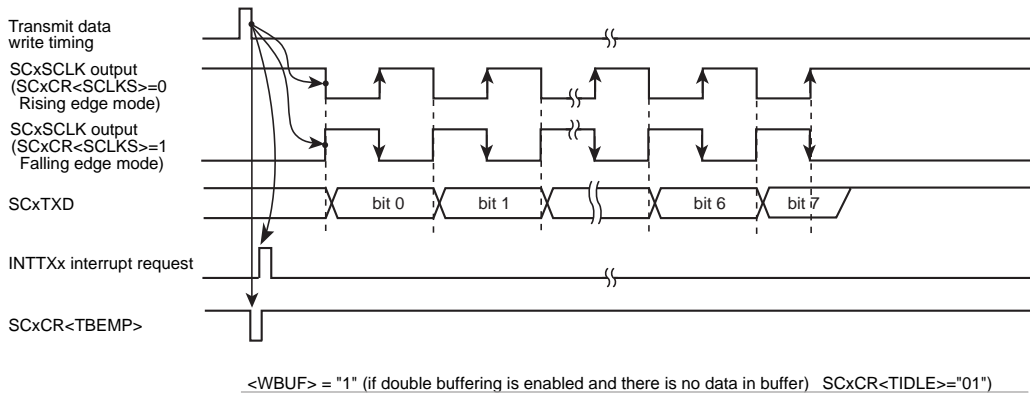 Transmit data
write timing
SCxSCLK output
(SCxCR<SCLKS>=0
Rising edge mode)
SCxSCLK output
(SCxCR<SCLKS>=1
Falling edge mode)
SCxTXD
bit 0
bit 1
bit 6
bit 7
INTTXx interrupt request
SCxCR<TBEMP>
<WBUF> = "1" (if double buffering is enabled and there is no data in buffer) SCxCR<TIDLE>="01")